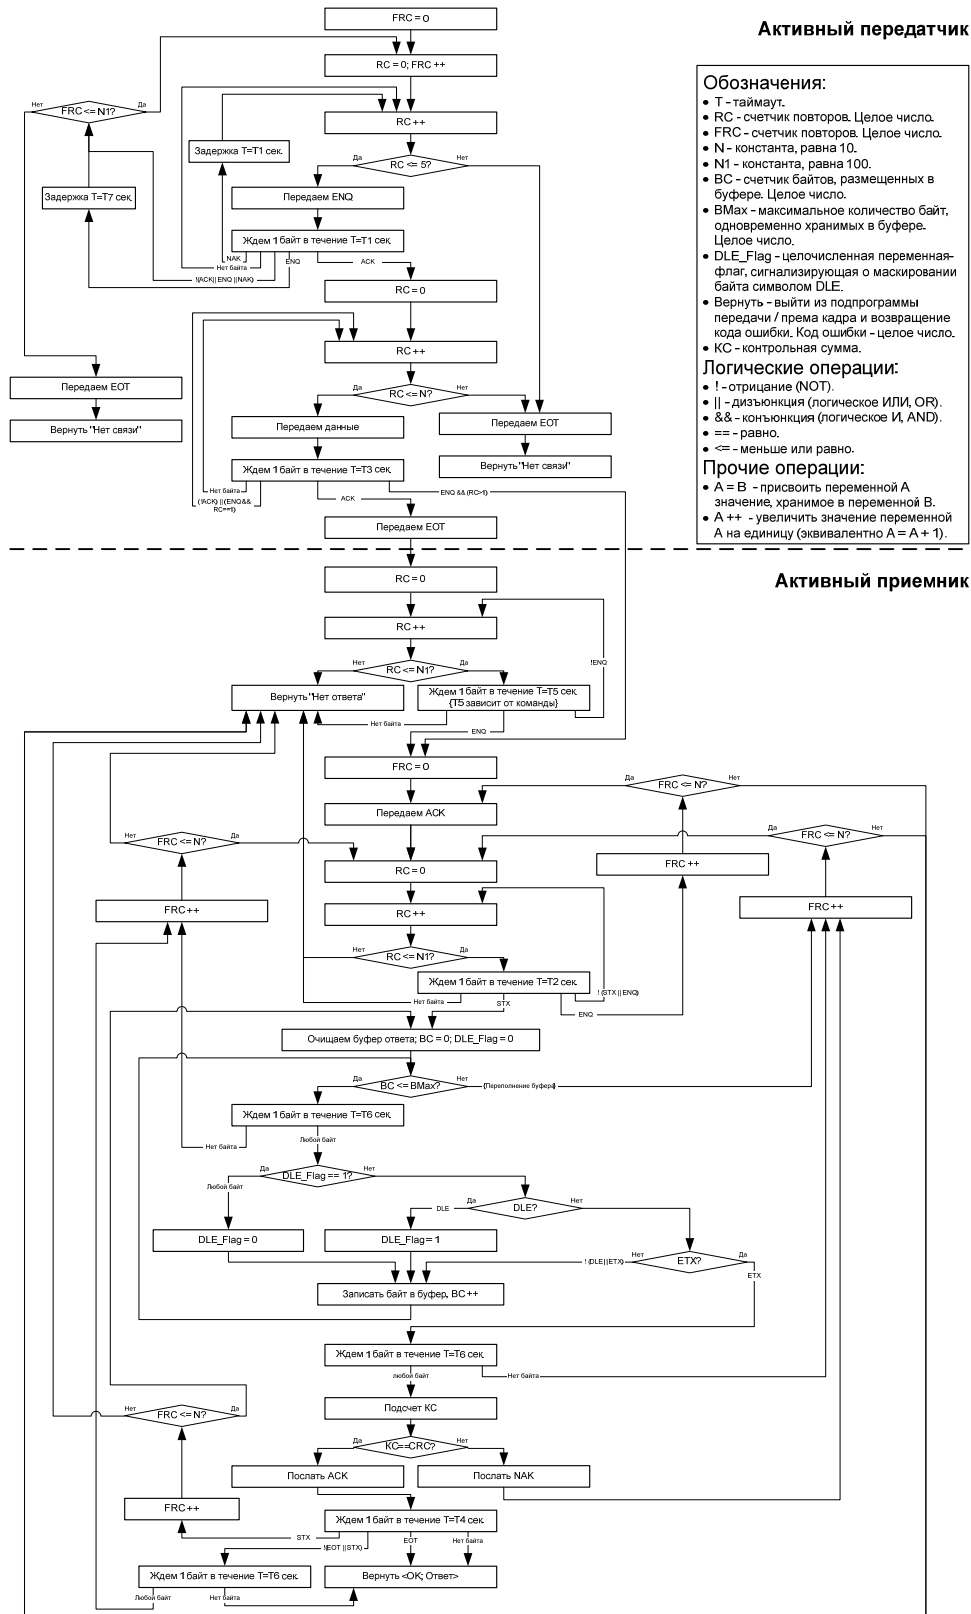 Активный передатчик
FRC = 0
RC = 0; FRC ++
Нет
FRC <= N1?
Да
RC ++
Задержка T=T1 сек.
Да
RC <= 5?
Нет
Задержка T=T7 сек.
Передаем ENQ
Ждем 1 байт в течение T=T1 сек.
NAK
Нет байта
ENQ
!(ACK||ENQ||NAK)
ACK
RC = 0
RC ++
Да
RC <= N?
Нет
Передаем EOT
Вернуть "Нет связи"
Передаем данные
Передаем EOT
Вернуть "Нет связи"
Ждем 1 байт в течение T=T3 сек.
Нет байта
(!ACK) || (ENQ &&
RC==1)
ACK
ENQ && (RC>1)
Передаем EOT
Обозначения:
• T - таймаут.
• RC - счетчик повторов. Целое число.
• FRC - счетчик повторов. Целое число.
• N - константа, равна 10.
• N1 - константа, равна 100.
• BC - счетчик байтов, размещенных в
буфере. Целое число.
• BMax - максимальное количество байт,
одновременно хранимых в буфере.
Целое число.
• DLE_Flag - целочисленная переменная-
флаг, сигнализирующая о маскировании
байта символом DLE.
• Вернуть - выйти из подпрограммы
передачи / према кадра и возвращение
кода ошибки. Код ошибки - целое число.
• КС - контрольная сумма.
Логические операции:
• ! - отрицание (NOT).
• || - дизъюнкция (логическое ИЛИ, OR).
• && - конъюнкция (логическое И, AND).
• == - равно.
• <= - меньше или равно.
Прочие операции:
• A = B - присвоить переменной A
значение, хранимое в переменной B.
• A ++ - увеличить значение переменной
A на единицу (эквивалентно A = A + 1).
Активный приемник
RC = 0
RC ++
Нет
RC <= N1?
Да
!ENQ
Вернуть "Нет ответа"
Ждем 1 байт в течение T=T5 сек.
{T5 зависит от команды}
Нет байта
ENQ
FRC = 0
Да
FRC <= N?
Нет
Передаем ACK
Нет
FRC <= N?
Да
Да
FRC <= N?
Нет
RC = 0
FRC ++
FRC ++
RC ++
FRC ++
Нет
RC <= N1?
Да
Ждем 1 байт в течение T=T2 сек.
! (STX || ENQ)
Нет байта
STX
ENQ
Очищаем буфер ответа; BC = 0; DLE_Flag = 0
Да
BC <= BMax?
Нет
(Переполнение буфера)
Ждем 1 байт в течение T=T6 сек.
Нет байта
Любой байт
Да
DLE_Flag == 1?
Нет
Любой байт
Да
DLE?
Нет
DLE
DLE_Flag = 0
DLE_Flag = 1
Нет
ETX?
Да
! (DLE||ETX)
ETX
Записать байт в буфер, BC ++
Ждем 1 байт в течение T=T6 сек.
любой байт
Нет байта
Подсчет КС
Нет
FRC <= N?
Да
Да
КС==CRC?
Нет
Послать ACK
Послать NAK
FRC ++
Ждем 1 байт в течение T=T4 сек.
STX
!(EOT || STX)
EOT
Нет байта
Ждем 1 байт в течение T=T6 сек.
Вернуть <OK; Ответ>
Любой байт
Нет байта